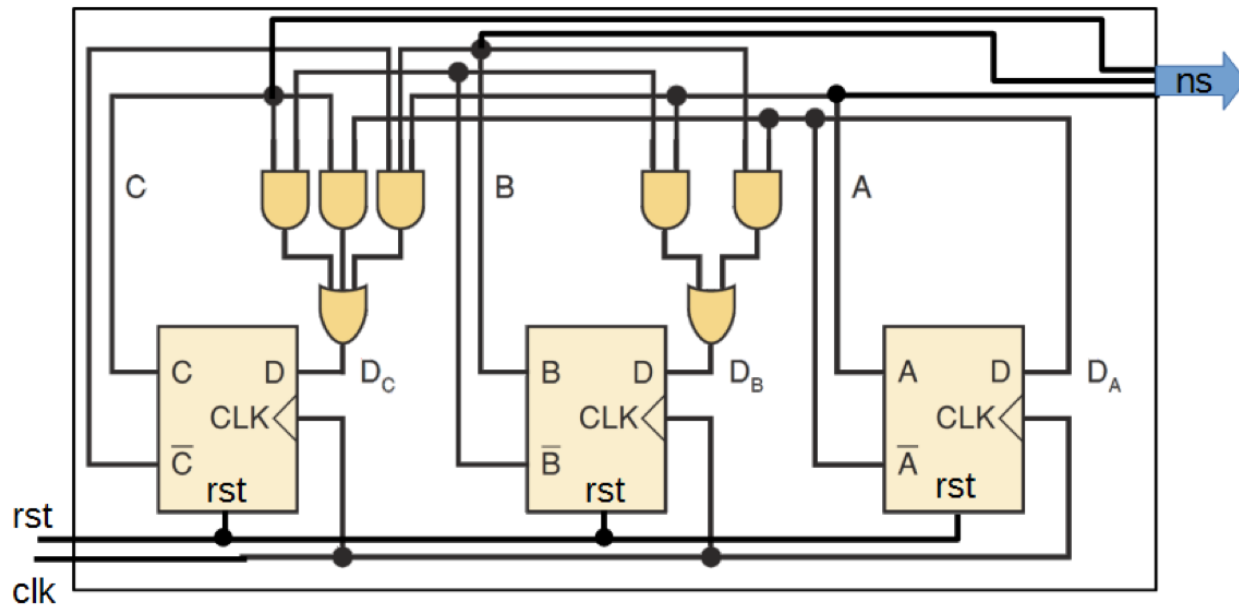 ns
C B A
C D D_C B D D_B A D D_A
CLK CLK CLK
C̅ B̅ A̅
rst rst rst
rst
clk